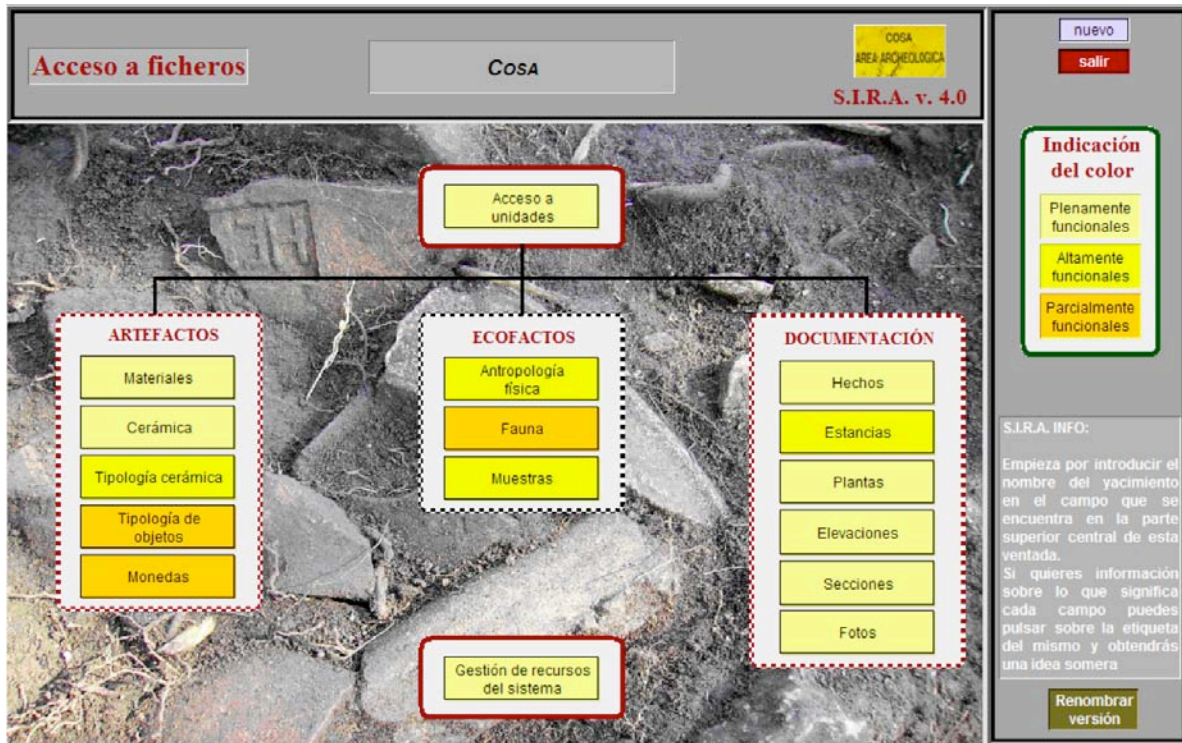 Acceso a ficheros
COSA
COSA
AREA ARCHEOLOGICA
S.I.R.A. v. 4.0
nuevo
salir
Indicación
del color
Plenamente
funcionales
Altamente
funcionales
Parcialmente
funcionales
Acceso a
unidades
ARTEFACTOS
Materiales
Cerámica
Tipología cerámica
Tipología de
objetos
Monedas
ECOFACTOS
Antropología
física
Fauna
Muestras
DOCUMENTACIÓN
Hechos
Estancias
Plantas
Elevaciones
Secciones
Fotos
Gestión de recursos
del sistema
S.I.R.A. INFO:
Empieza por introducir el
nombre del yacimiento
en el campo que se
encuentra en la parte
superior central de esta
ventada.
Si quieres información
sobre lo que significa
cada campo puedes
pulsar sobre la etiqueta
del mismo y obtendrás
una idea somera
Renombrar
versión